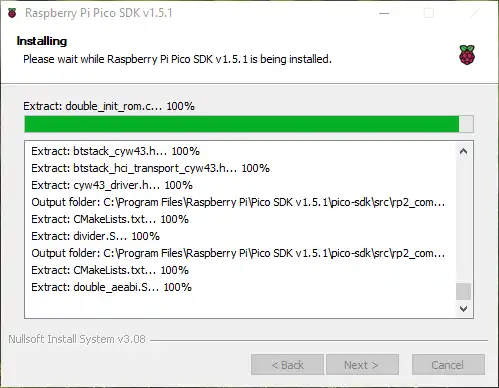 Raspberry Pi Pico SDK v1.5.1
Installing
Please wait while Raspberry Pi Pico SDK v1.5.1 is being installed.
Extract: double_init_rom.c... 100%
Extract: btstack_cyw43.h... 100%
Extract: btstack_hci_transport_cyw43.h... 100%
Extract: cyw43_driver.h... 100%
Output folder: C:\Program Files\Raspberry Pi\Pico SDK v1.5.1\pico-sdk\src\rp2_com...
Extract: CMakeLists.txt... 100%
Extract: divider.S... 100%
Output folder: C:\Program Files\Raspberry Pi\Pico SDK v1.5.1\pico-sdk\src\rp2_com...
Extract: CMakeLists.txt... 100%
Extract: double_aeabi.S... 100%
Nullsoft Install System v3.08
< Back Next > Cancel